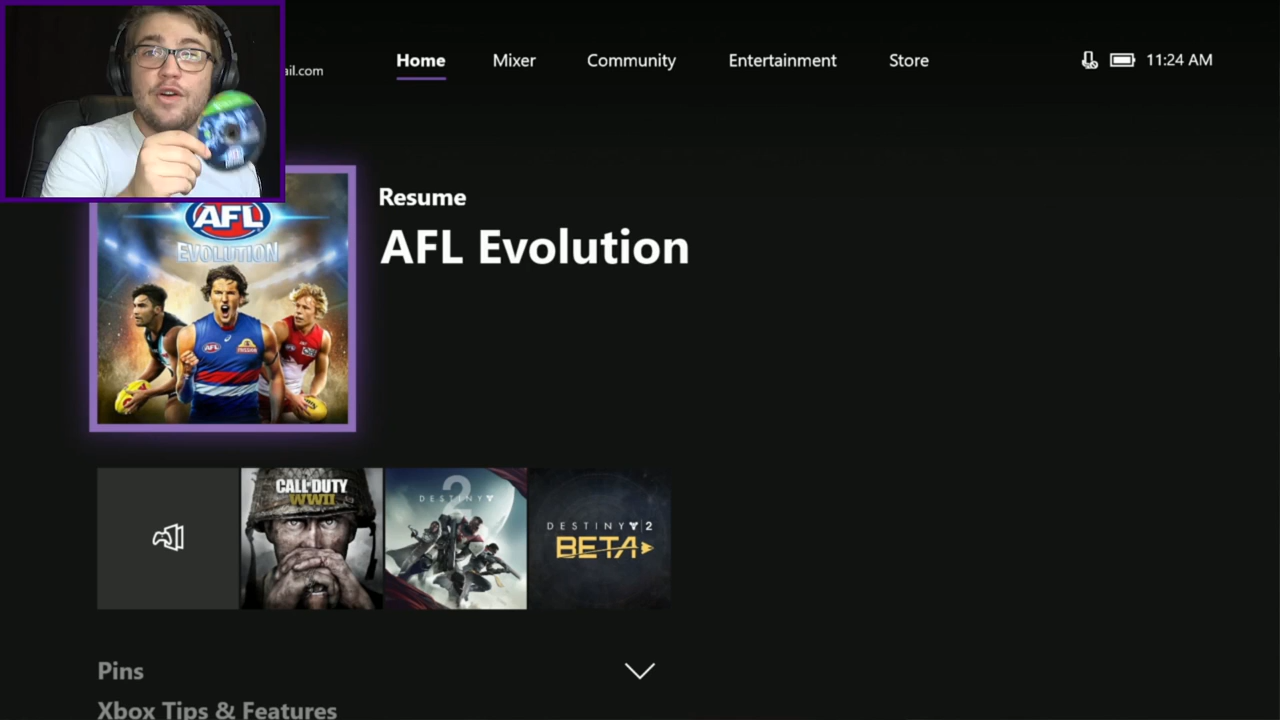 ail.com
Home
Mixer
Community
Entertainment
Store
11:24 AM
Resume
AFL Evolution
AFL
EVOLUTION
AFL
CALL DUTY
WWII
2
DESTINY
DESTINY 2
BETA
Pins
Xbox Tips & Features